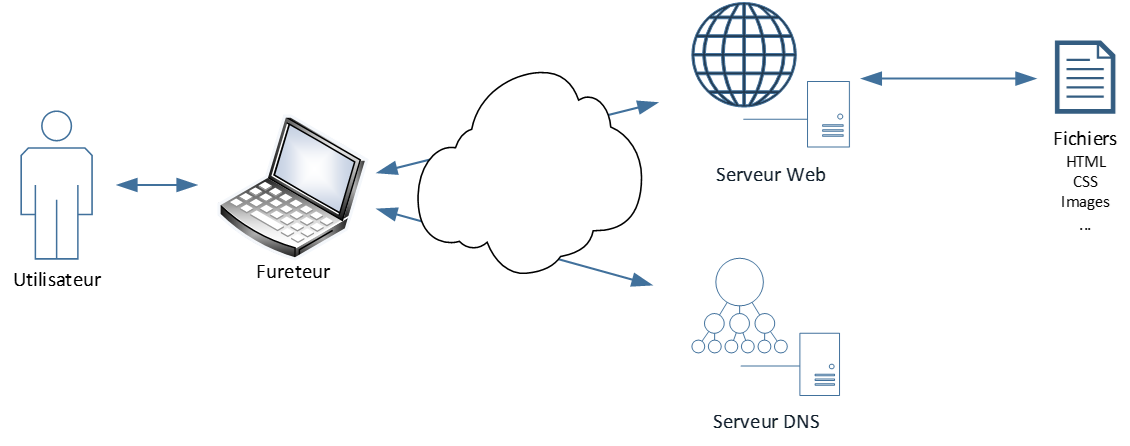 Utilisateur
Fureteur
Serveur Web
Serveur DNS
Fichiers
HTML
CSS
Images
...